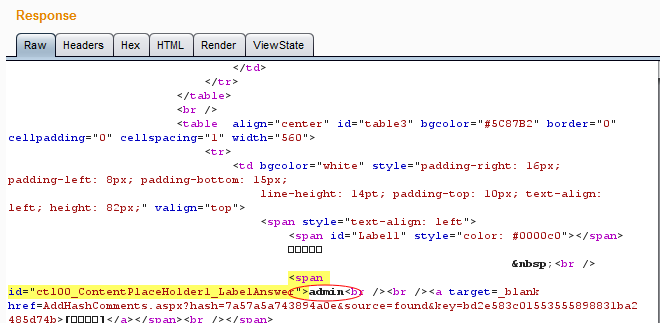 Response
Raw Headers Hex HTML Render ViewState
</td>
</tr>
</table>
<br />
<table  align="center" id="table3" bgcolor="#5C87B2" border="0"
cellpadding="0" cellspacing="1" width="560">
<tr>
<td bgcolor="white" style="padding-right: 16px;
padding-left: 8px; padding-bottom: 15px;
line-height: 14pt; padding-top: 10px; text-align:
left; height: 82px;" valign="top">
<span style="text-align: left">
<span id="Label1" style="color: #0000c0"></span>
□□□□□
&nbsp;<br />
<span
id="ct100_ContentPlaceHolder1_LabelAnswer">admin<br /><br /><a target=_blank
href=AddHashComments.aspx?hash=7a57a5a743894a0e&source=found&key=bd2e583c01553555898831ba2
485d74b>[□□□□]</a></span><br /></span>